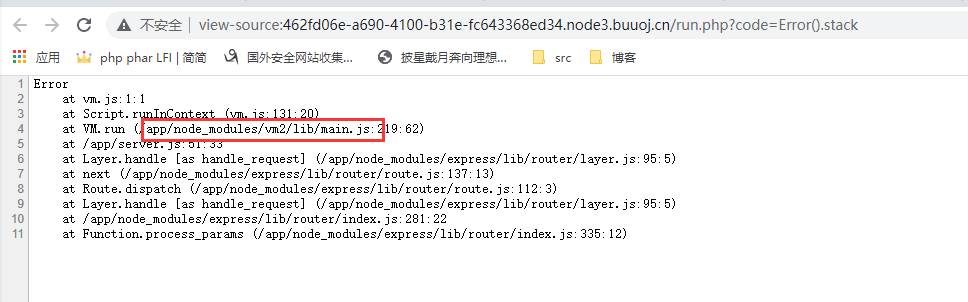 不安全 | view-source:462fd06e-a690-4100-b31e-fc643368ed34.node3.buuoj.cn/run.php?code=Error().stack
应用 php phar LFI | 简简 国外安全网站收集... 披星戴月奔向理想... src 博客
1 Error
2 at vm.js:1:1
3 at Script.runInContext (vm.js:131:20)
4 at VM.run (/app/node_modules/vm2/lib/main.js:219:62)
5 at /app/server.js:51:33
6 at Layer.handle [as handle_request] (/app/node_modules/express/lib/router/layer.js:95:5)
7 at next (/app/node_modules/express/lib/router/route.js:137:13)
8 at Route.dispatch (/app/node_modules/express/lib/router/route.js:112:3)
9 at Layer.handle [as handle_request] (/app/node_modules/express/lib/router/layer.js:95:5)
10 at /app/node_modules/express/lib/router/index.js:281:22
11 at Function.process_params (/app/node_modules/express/lib/router/index.js:335:12)